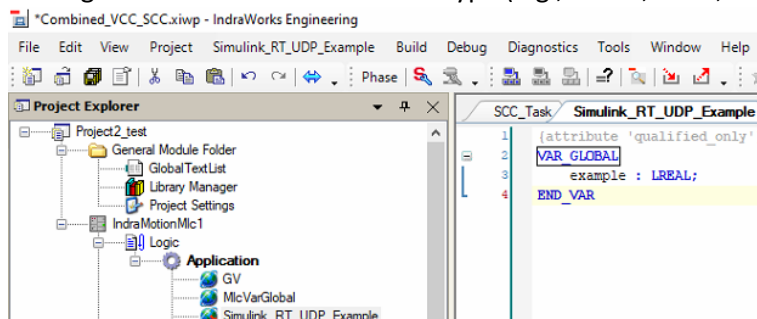 *Combined_VCC_SCC.xiwp - IndraWorks Engineering
File Edit View Project Simulink_RT_UDP_Example Build Debug Diagnostics Tools Window Help
Phase
Project Explorer
SCC_Task Simulink_RT_UDP_Example
Project2_test
General Module Folder
GlobalTextList
Library Manager
Project Settings
IndraMotionMlc1
Logic
Application
GV
MlcVarGlobal
Simulink_RT_UDP_Example
1 {attribute 'qualified_only'
2 VAR_GLOBAL
3 example : LREAL;
4 END_VAR